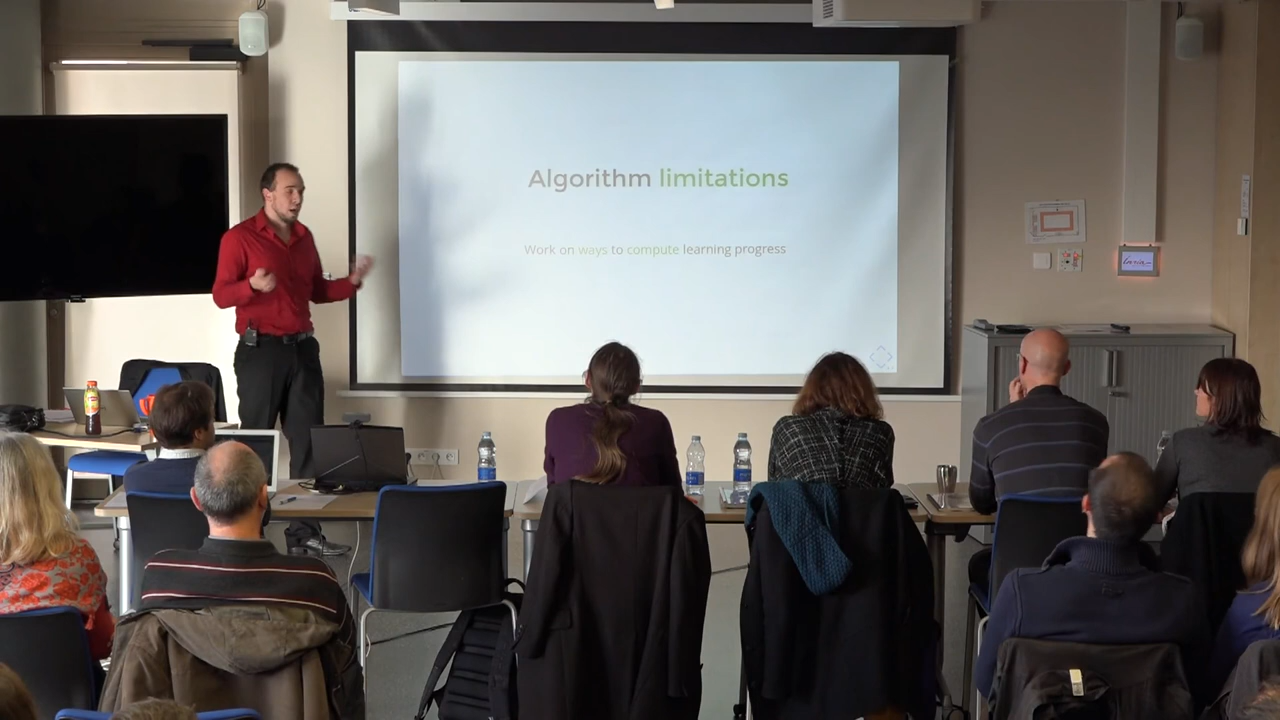 Algorithm limitations
Work on ways to compute learning progress